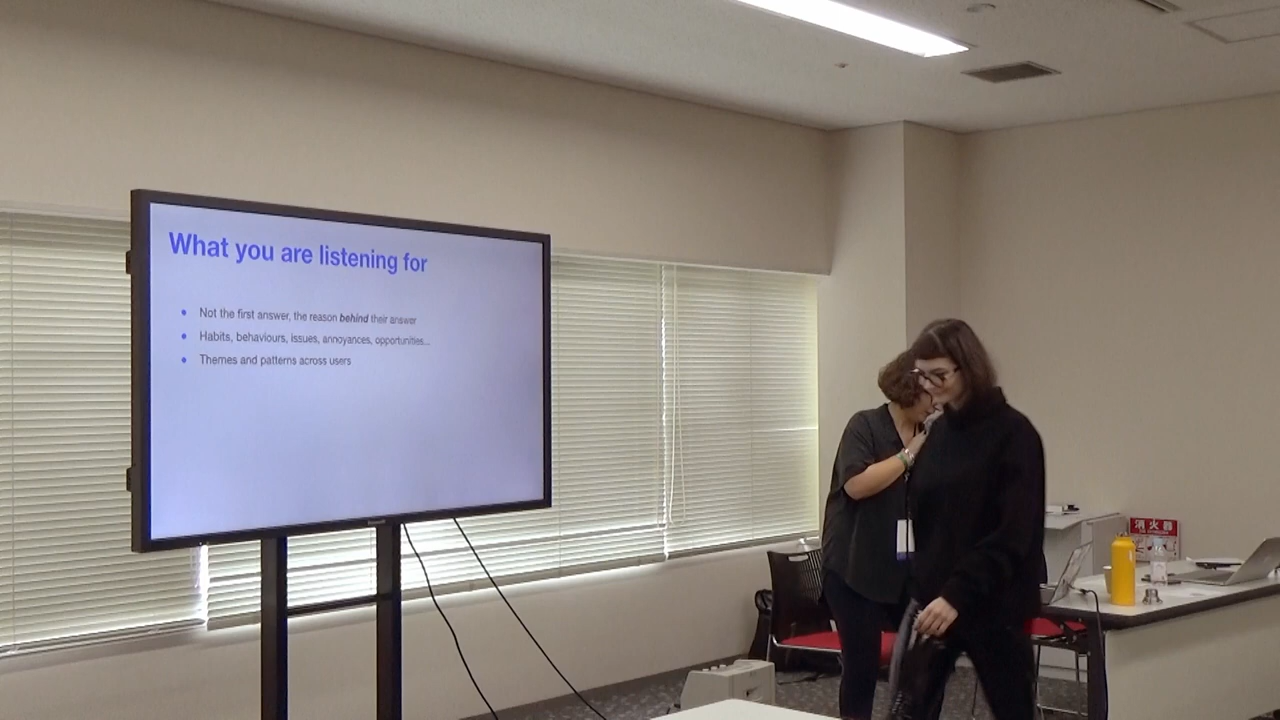 What you are listening for
Not the first answer, the reason behind their answer
Habits, behaviours, issues, annoyances, opportunities...
Themes and patterns across users
消火器